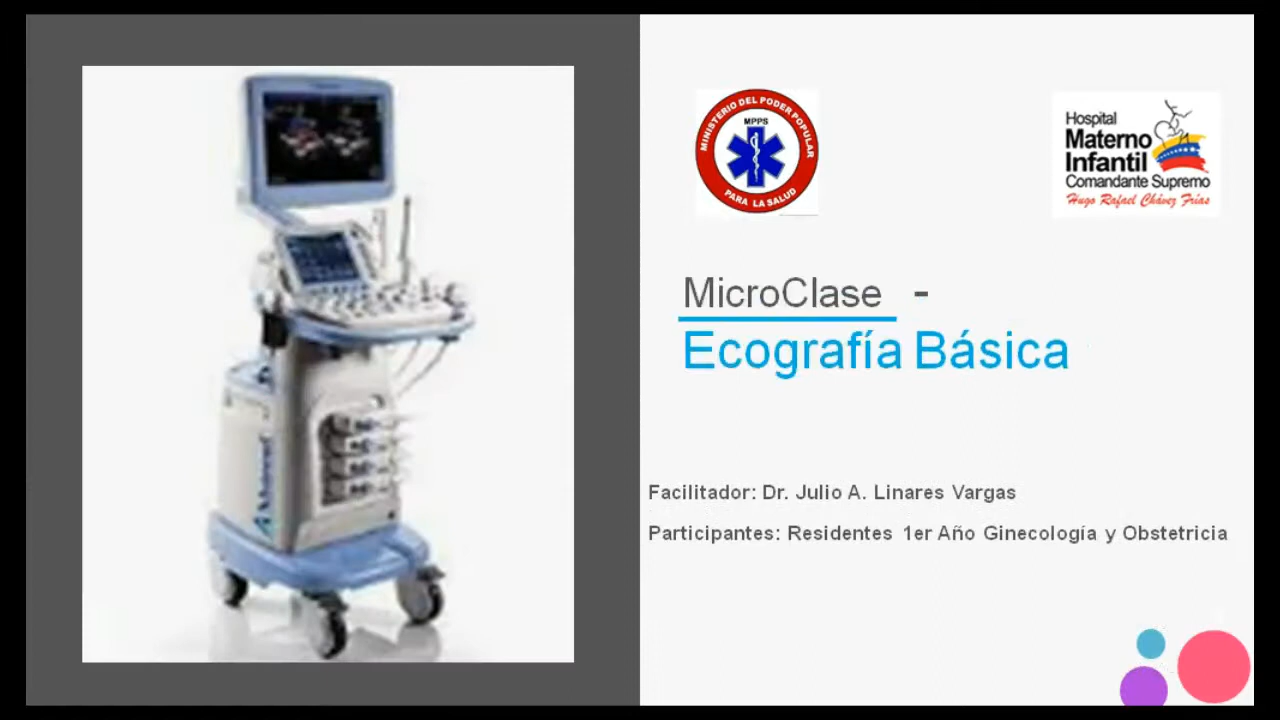 MINISTERIO DEL PODER POPULAR
MPPS
PARA LA SALUD
Hospital
Materno
Infantil
Comandante Supremo
Hugo Rafael Chávez Frías
MicroClase -
Ecografía Básica
Facilitador: Dr. Julio A. Linares Vargas
Participantes: Residentes 1er Año Ginecología y Obstetricia